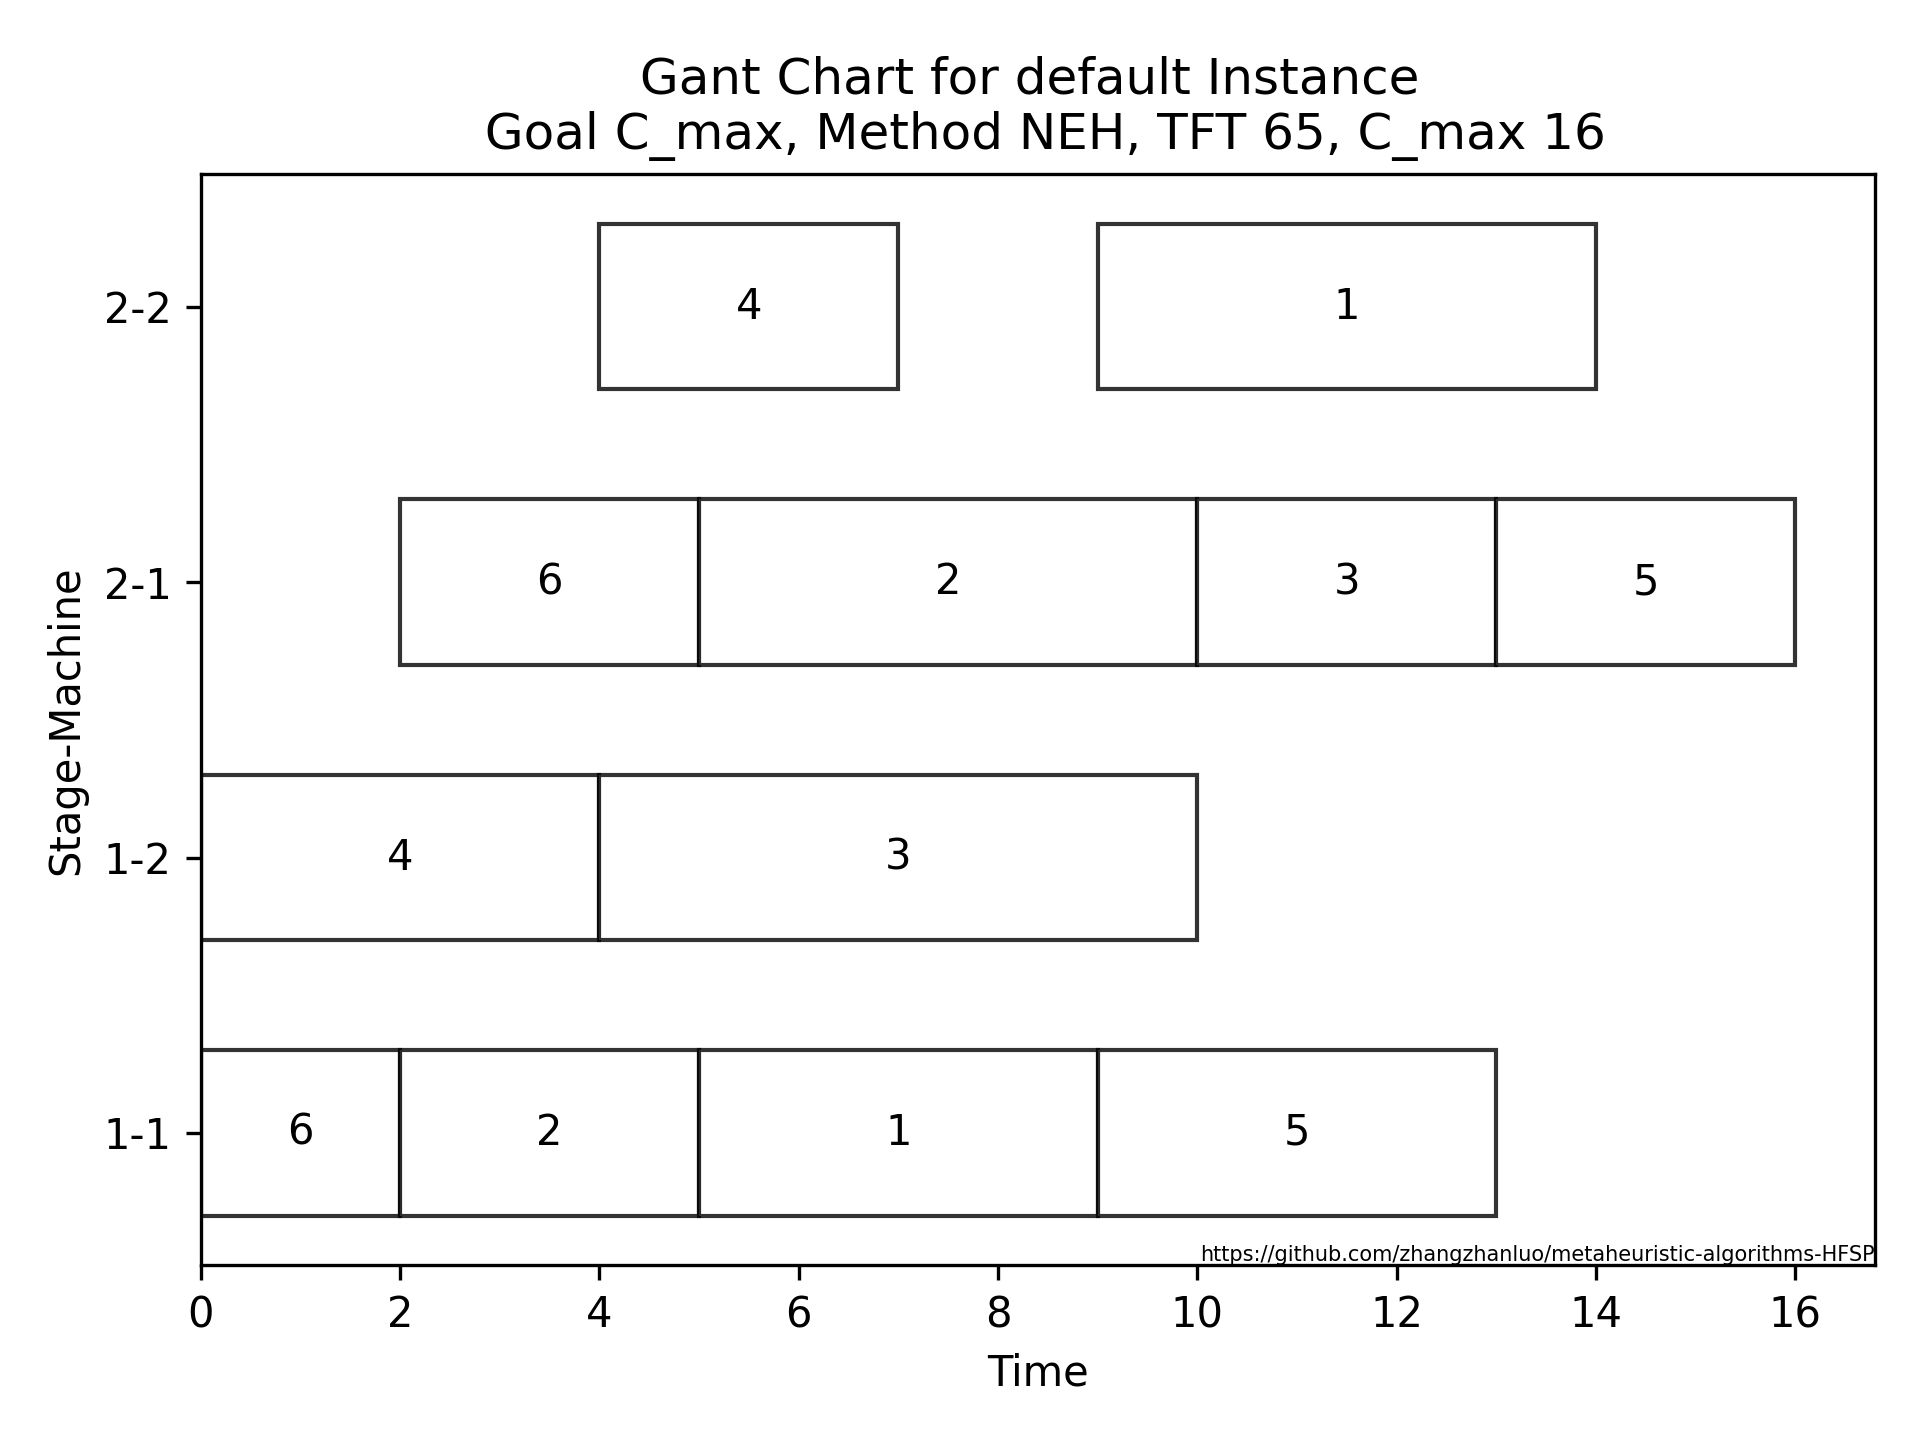 Gant Chart for default Instance
Goal C_max, Method NEH, TFT 65, C_max 16
Stage-Machine
2-2
4
1
2-1
6
2
3
5
1-2
4
3
1-1
6
2
1
5
https://github.com/zhangzhanluo/metaheuristic-algorithms-HFSP
0 2 4 6 8 10 12 14 16
Time